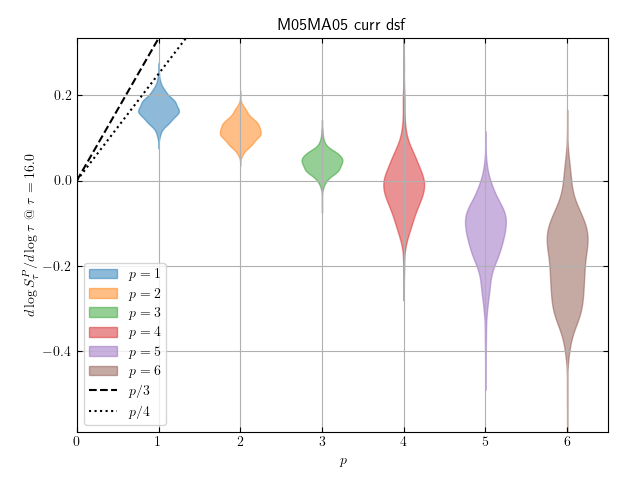 M05MA05 curr dsf
d log S_τ^p / d log τ @ τ = 16.0
0.2
0.0
−0.2
−0.4
p = 1
p = 2
p = 3
p = 4
p = 5
p = 6
p/3
p/4
0 1 2 3 4 5 6
p